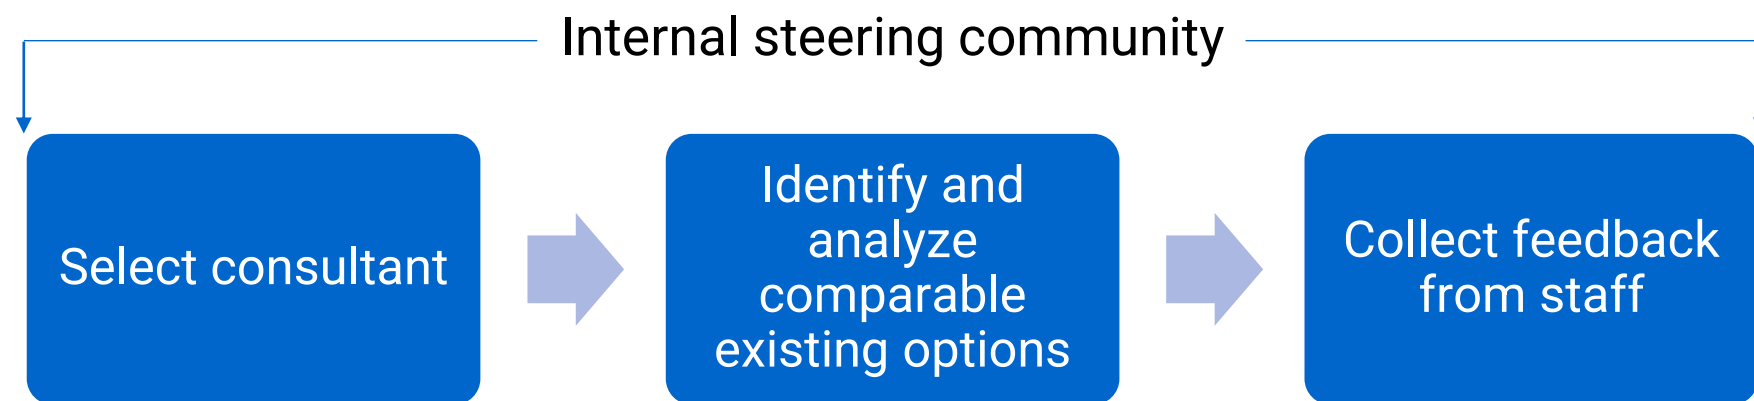 Internal steering community
Select consultant
Identify and
analyze
comparable
existing options
Collect feedback
from staff